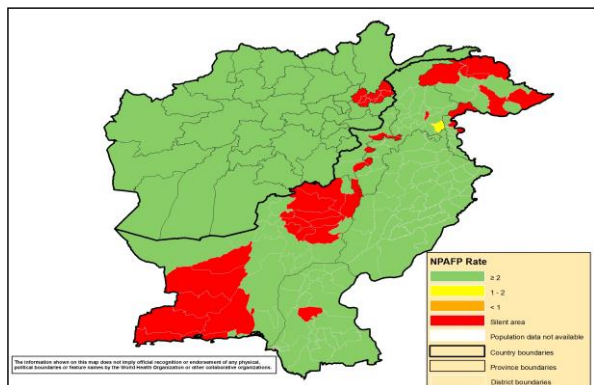 NPAFP Rate
≥ 2
1 - 2
< 1
Silent area
Population data not available
Country boundaries
Province boundaries
District boundaries
The information shown on this map does not imply official recognition or endorsement of any physical,
political boundaries or feature names by the World Health Organization or other collaborative organizations.